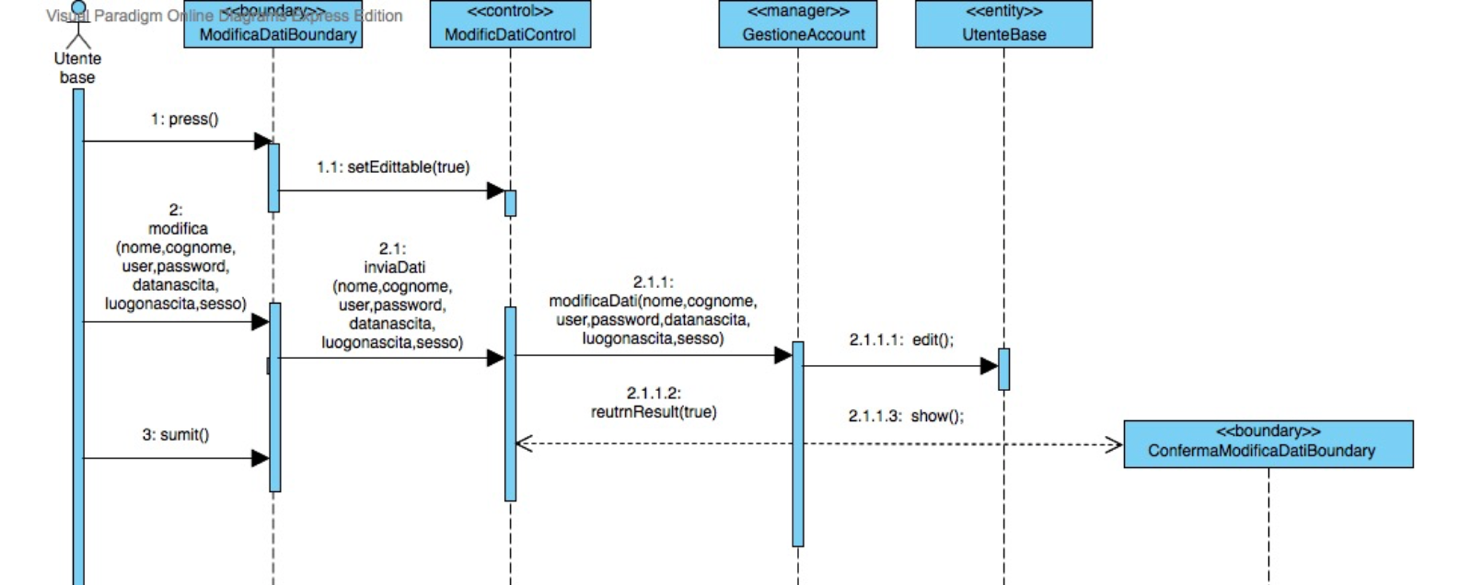 Visual Paradigm Online Diagrams Express Edition
Utente
base
<<boundary>>
ModificaDatiBoundary
<<control>>
ModificDatiControl
<<manager>>
GestioneAccount
<<entity>>
UtenteBase
1: press()
1.1: setEdittable(true)
2:
modifica
(nome,cognome,
user,password,
datanascita,
luogonascita,sesso)
2.1:
inviaDati
(nome,cognome,
user,password,
datanascita,
luogonascita,sesso)
2.1.1:
modificaDati(nome,cognome,
user,password,datanascita,
luogonascita,sesso)
2.1.1.1: edit();
2.1.1.2:
reutrnResult(true)
2.1.1.3: show();
3: sumit()
<<boundary>>
ConfermaModificaDatiBoundary